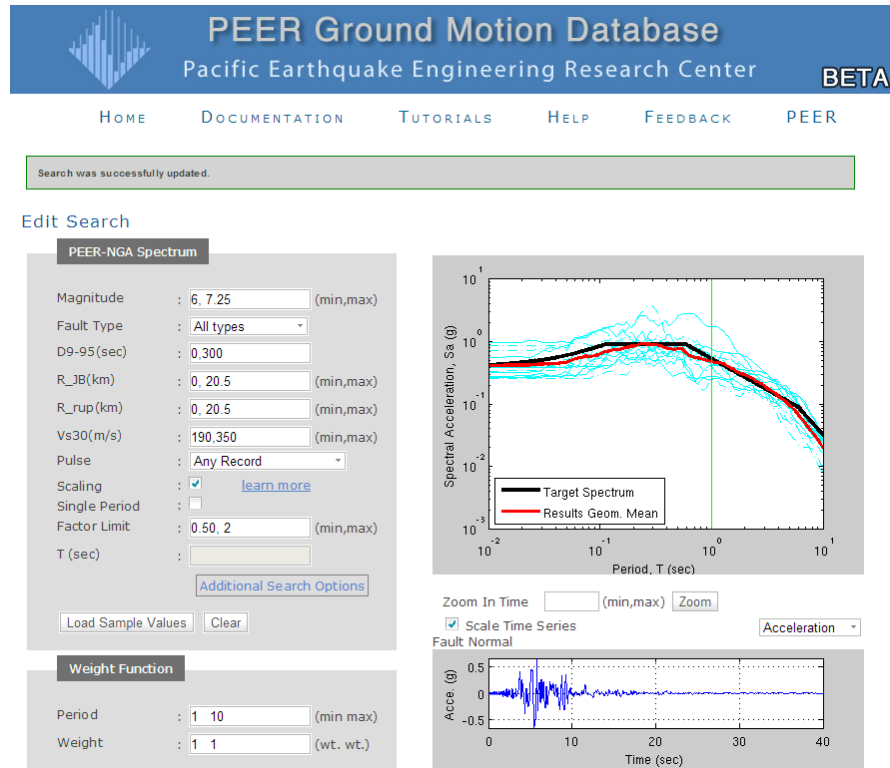 PEER Ground Motion Database
Pacific Earthquake Engineering Research Center
BETA
HOME DOCUMENTATION TUTORIALS HELP FEEDBACK PEER
Search was successfully updated.
Edit Search
PEER-NGA Spectrum
Magnitude : 6, 7.25 (min,max)
Fault Type : All types
D9-95(sec) : 0,300
R_JB(km) : 0, 20.5 (min,max)
R_rup(km) : 0, 20.5 (min,max)
Vs30(m/s) : 190,350 (min,max)
Pulse : Any Record
Scaling : learn more
Single Period :
Factor Limit : 0.50, 2 (min,max)
T (sec) :
Additional Search Options
Load Sample Values Clear
Weight Function
Period : 1 10 (min max)
Weight : 1 1 (wt. wt.)
Spectral Acceleration, Sa (g)
10^1
10^0
10^-1
10^-2
10^-3
Target Spectrum
Results Geom. Mean
10^-2 10^-1 10^0 10^1
Period, T (sec)
Zoom In Time (min,max) Zoom
Scale Time Series Acceleration
Fault Normal
Acce. (g)
0.5
0
-0.5
0 10 20 30 40
Time (sec)